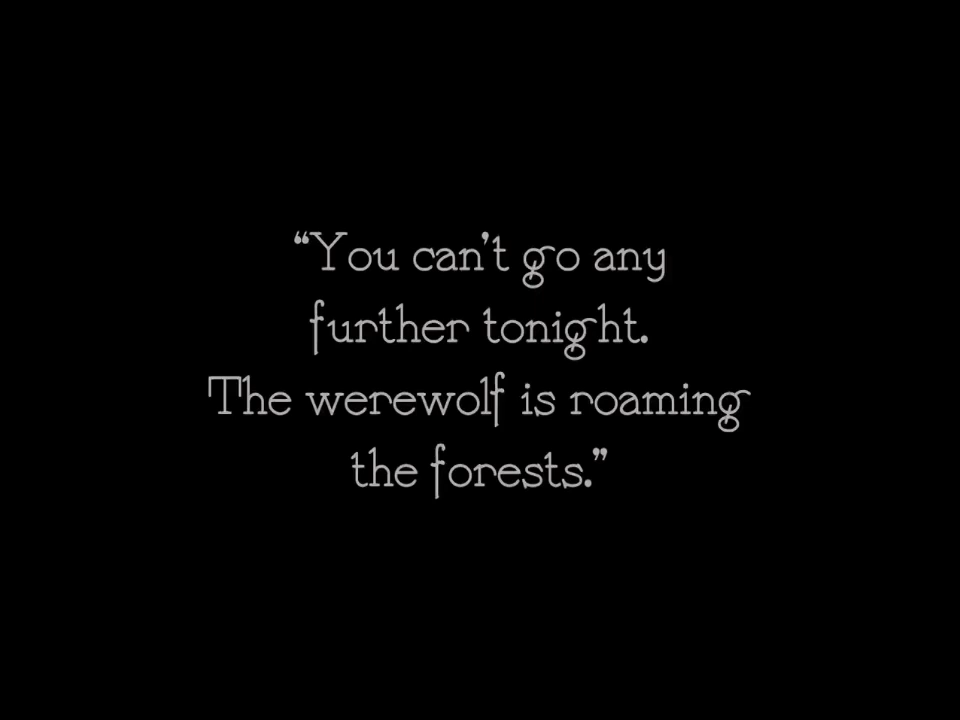 “You can’t go any
further tonight.
The werewolf is roaming
the forests.”